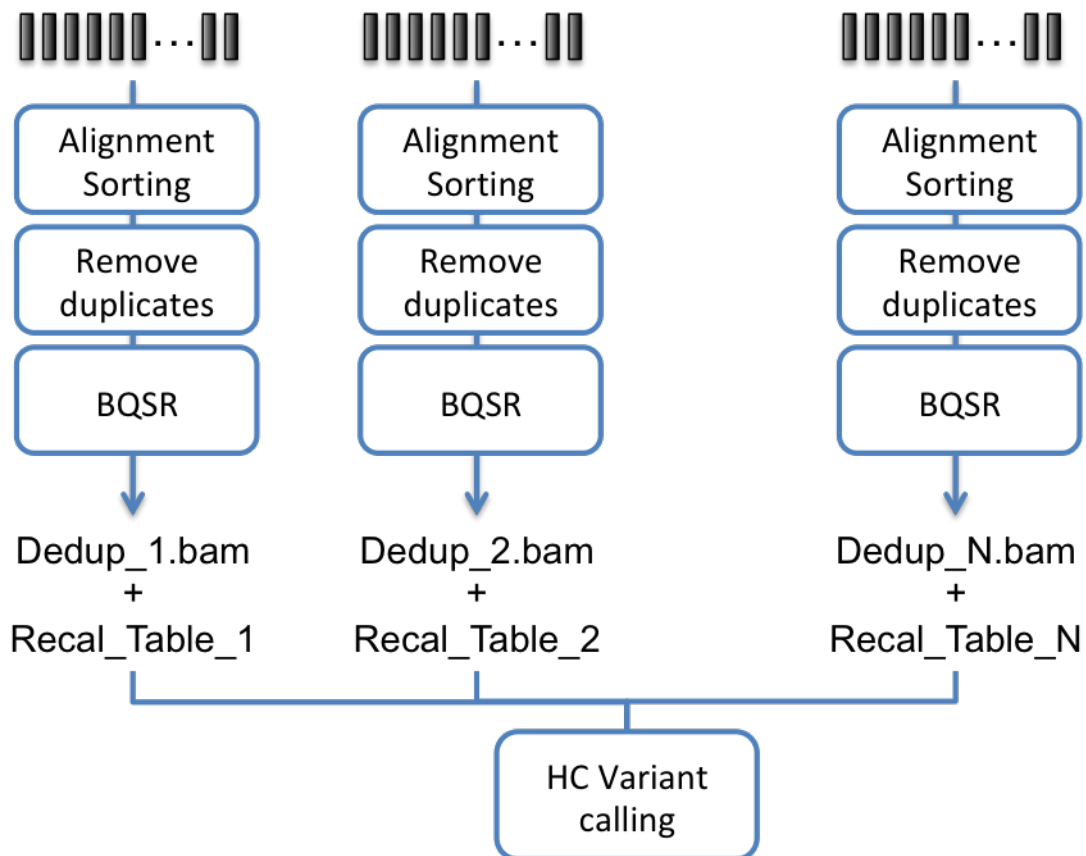 ...
...
...
Alignment
Sorting
Alignment
Sorting
Alignment
Sorting
Remove
duplicates
Remove
duplicates
Remove
duplicates
BQSR
BQSR
BQSR
Dedup_1.bam
+
Recal_Table_1
Dedup_2.bam
+
Recal_Table_2
Dedup_N.bam
+
Recal_Table_N
HC Variant
calling